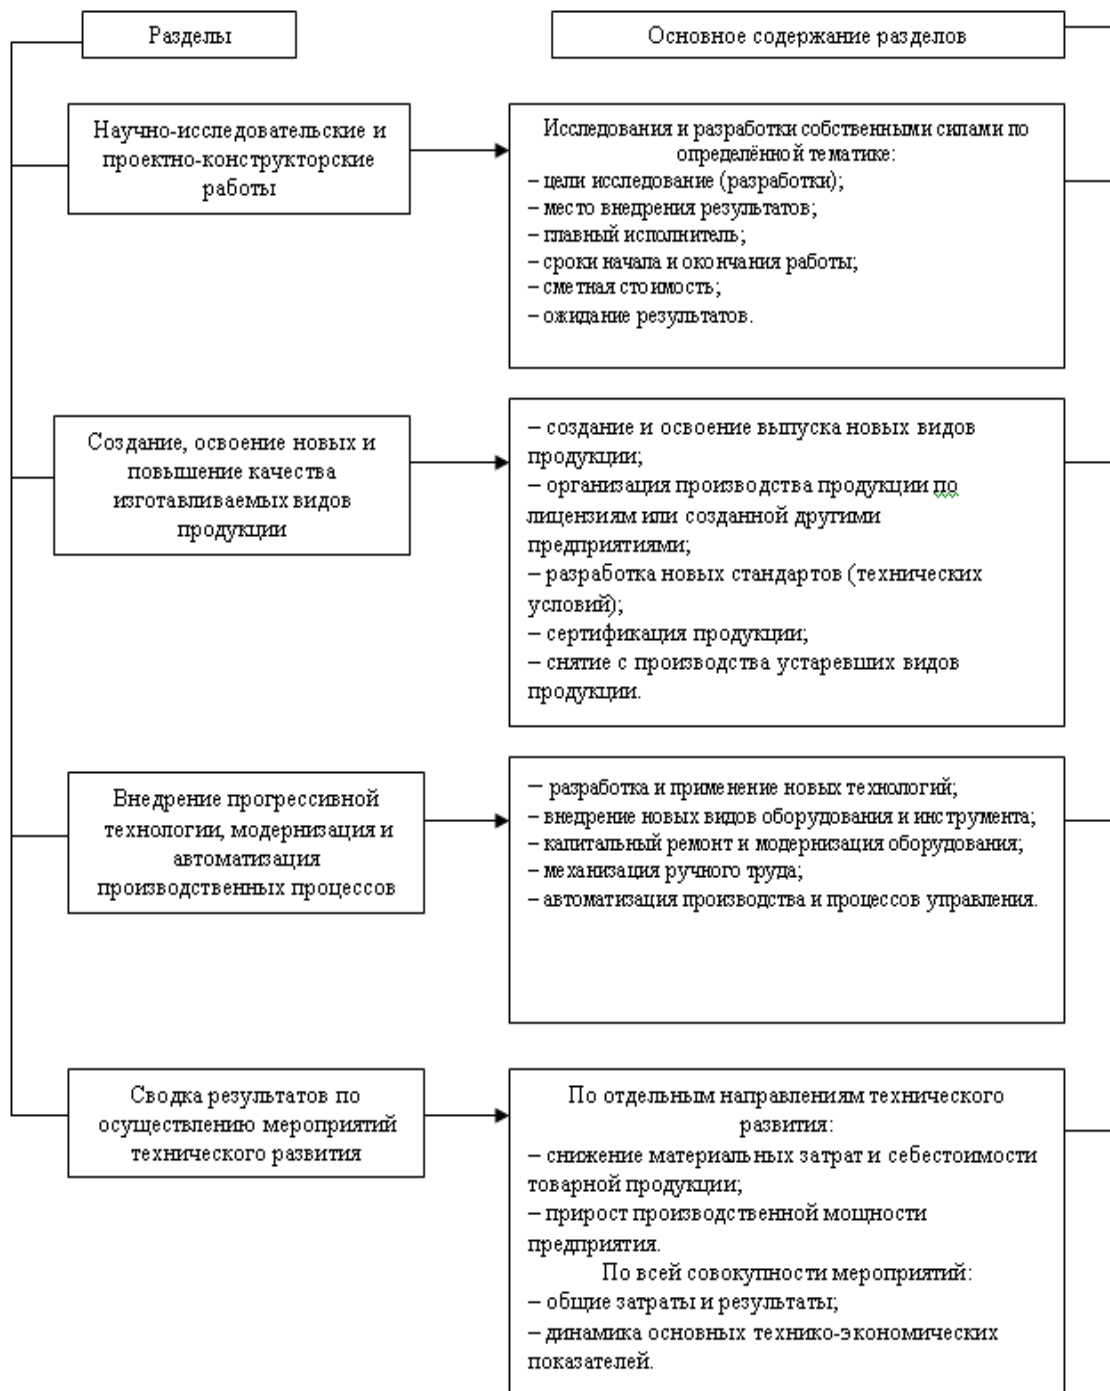 Разделы
Основное содержание разделов
Научно-исследовательские и
проектно-конструкторские
работы
Исследования и разработки собственными силами по
определённой тематике:
– цели исследование (разработки);
– место внедрения результатов;
– главный исполнитель;
– сроки начала и окончания работы;
– сметная стоимость;
– ожидание результатов.
Создание, освоение новых и
повышение качества
изготавливаемых видов
продукции
– создание и освоение выпуска новых видов
продукции;
– организация производства продукции по
лицензиям или созданной другими
предприятиями;
– разработка новых стандартов (технических
условий);
– сертификация продукции;
– снятие с производства устаревших видов
продукции.
Внедрение прогрессивной
технологии, модернизация и
автоматизация
производственных процессов
– разработка и применение новых технологий;
– внедрение новых видов оборудования и инструмента;
– капитальный ремонт и модернизация оборудования;
– механизация ручного труда;
– автоматизация производства и процессов управления.
Сводка результатов по
осуществлению мероприятий
технического развития
По отдельным направлениям технического
развития:
– снижение материальных затрат и себестоимости
товарной продукции;
– прирост производственной мощности
предприятия.
По всей совокупности мероприятий:
– общие затраты и результаты;
– динамика основных технико-экономических
показателей.